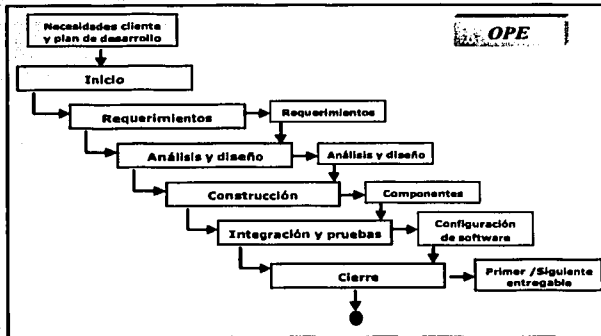 Necesidades cliente
y plan de desarrollo
OPE
Inicio
Requerimientos
Requerimientos
Análisis y diseño
Análisis y diseño
Construcción
Componentes
Integración y pruebas
Configuración
de software
Cierre
Primer /Siguiente
entregable